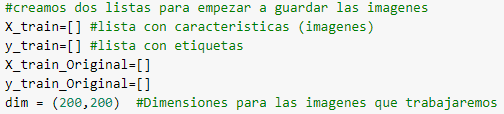 #creamos dos listas para empezar a guardar las imagenes
X_train=[] #lista con caracteristicas (imagenes)
y_train=[] #lista con etiquetas
X_train_Original=[]
y_train_Original=[]
dim = (200,200)  #Dimensiones para las imagenes que trabajaremos